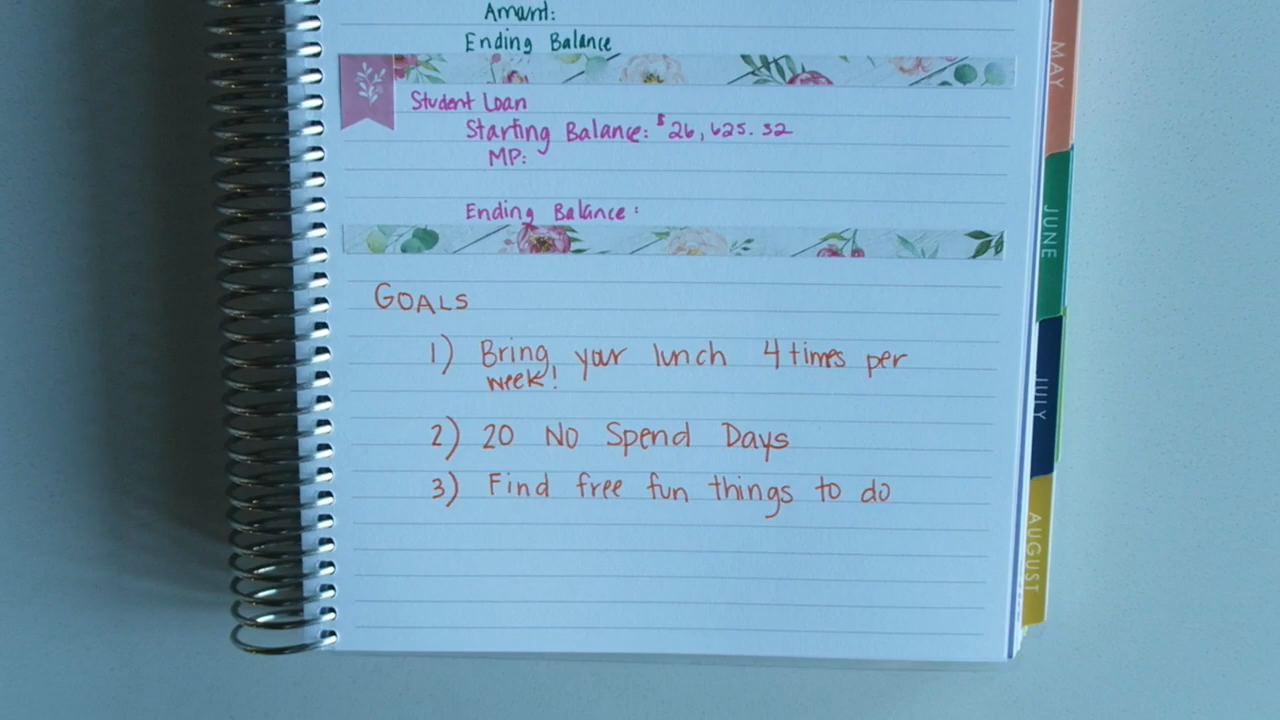 Amount:
Ending Balance
Student Loan
Starting Balance: $26,625.32
MP:
Ending Balance:
GOALS
1) Bring your lunch 4 times per
week!
2) 20 NO Spend Days
3) Find free fun things to do
MAY
JUNE
JULY
AUGUST